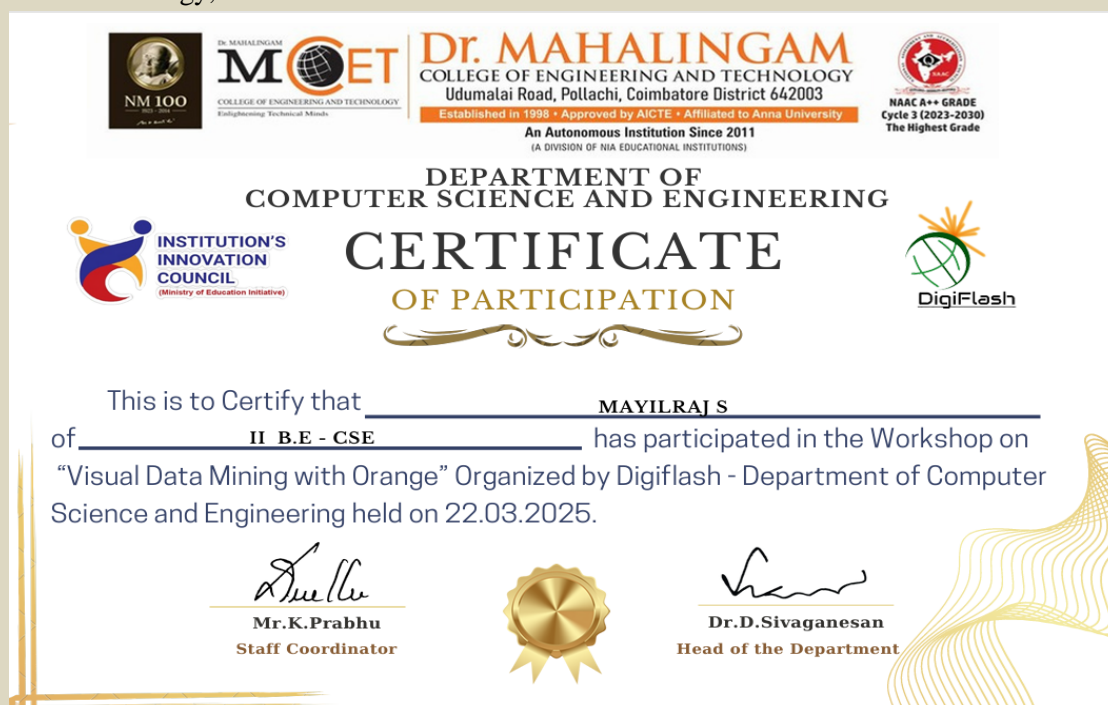 NM 100
1923 - 2014
Dr. MAHALINGAM
MCET
COLLEGE OF ENGINEERING AND TECHNOLOGY
Enlightening Technical Minds
Dr. MAHALINGAM
COLLEGE OF ENGINEERING AND TECHNOLOGY
Udumalai Road, Pollachi, Coimbatore District 642003
Established in 1998 • Approved by AICTE • Affiliated to Anna University
An Autonomous Institution Since 2011
(A DIVISION OF NIA EDUCATIONAL INSTITUTIONS)
NAAC
NAAC A++ GRADE
Cycle 3 (2023-2030)
The Highest Grade
DEPARTMENT OF
COMPUTER SCIENCE AND ENGINEERING
INSTITUTION'S
INNOVATION
COUNCIL
(Ministry of Education Initiative)
CERTIFICATE
OF PARTICIPATION
DigiFlash
This is to Certify that MAYILRAJ S
of II B.E - CSE has participated in the Workshop on
“Visual Data Mining with Orange” Organized by Digiflash - Department of Computer
Science and Engineering held on 22.03.2025.
Mr.K.Prabhu
Staff Coordinator
Dr.D.Sivaganesan
Head of the Department